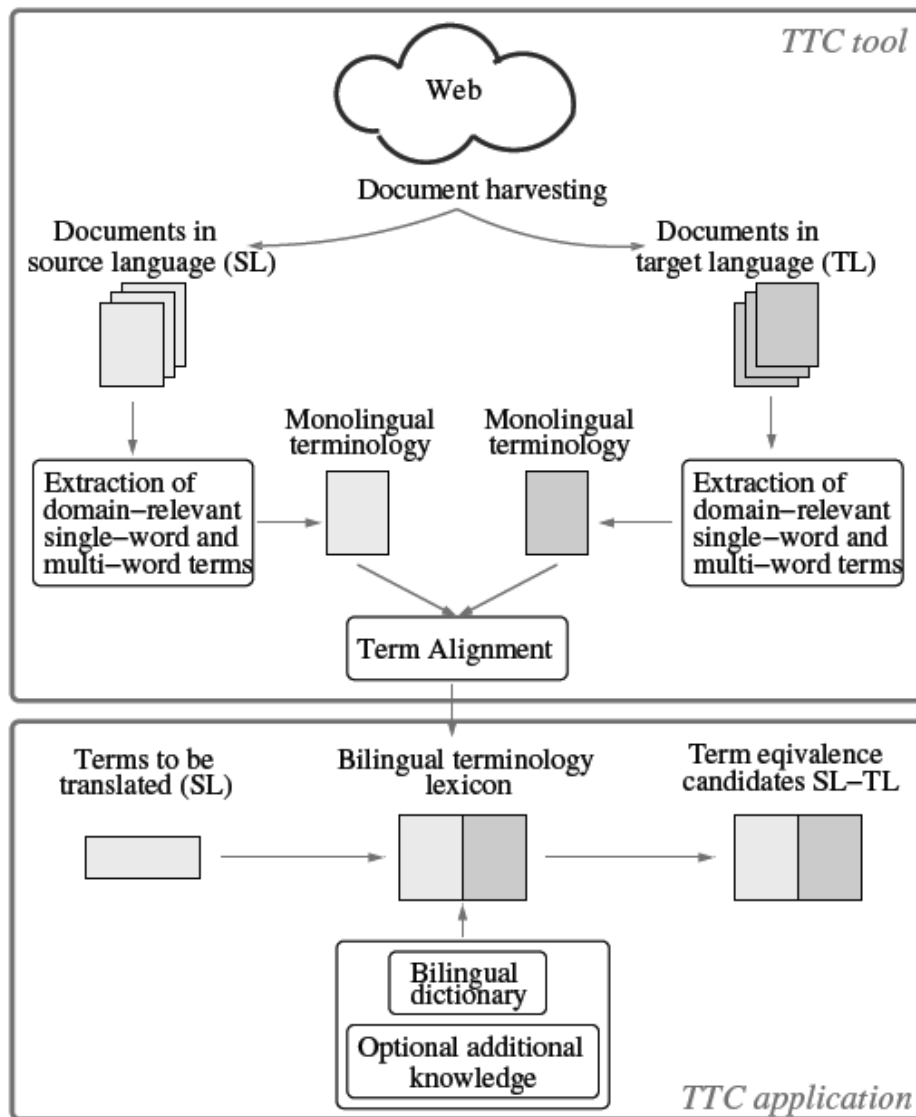 TTC tool
Web
Document harvesting
Documents in
source language (SL)
Documents in
target language (TL)
Monolingual
terminology
Monolingual
terminology
Extraction of
domain–relevant
single–word and
multi–word terms
Extraction of
domain–relevant
single–word and
multi–word terms
Term Alignment
Terms to be
translated (SL)
Bilingual terminology
lexicon
Term eqivalence
candidates SL–TL
Bilingual
dictionary
Optional additional
knowledge
TTC application